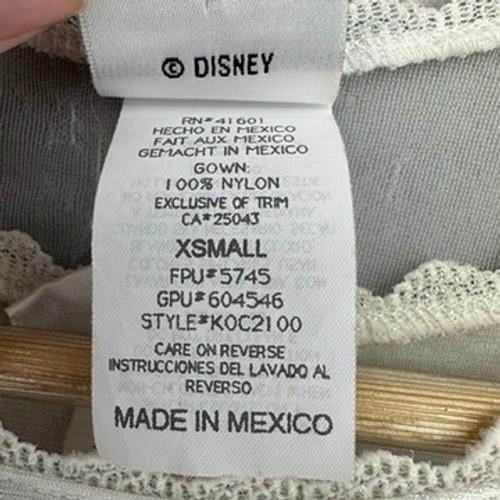 © DISNEY
RN#41601
HECHO EN MEXICO
FAIT AUX MEXICO
GEMACHT IN MEXICO
GOWN:
100% NYLON
EXCLUSIVE OF TRIM
CA#25043
XSMALL
FPU#5745
GPU#604546
STYLE#KOC2100
CARE ON REVERSE
INSTRUCCIONES DEL LAVADO AL
REVERSO
MADE IN MEXICO